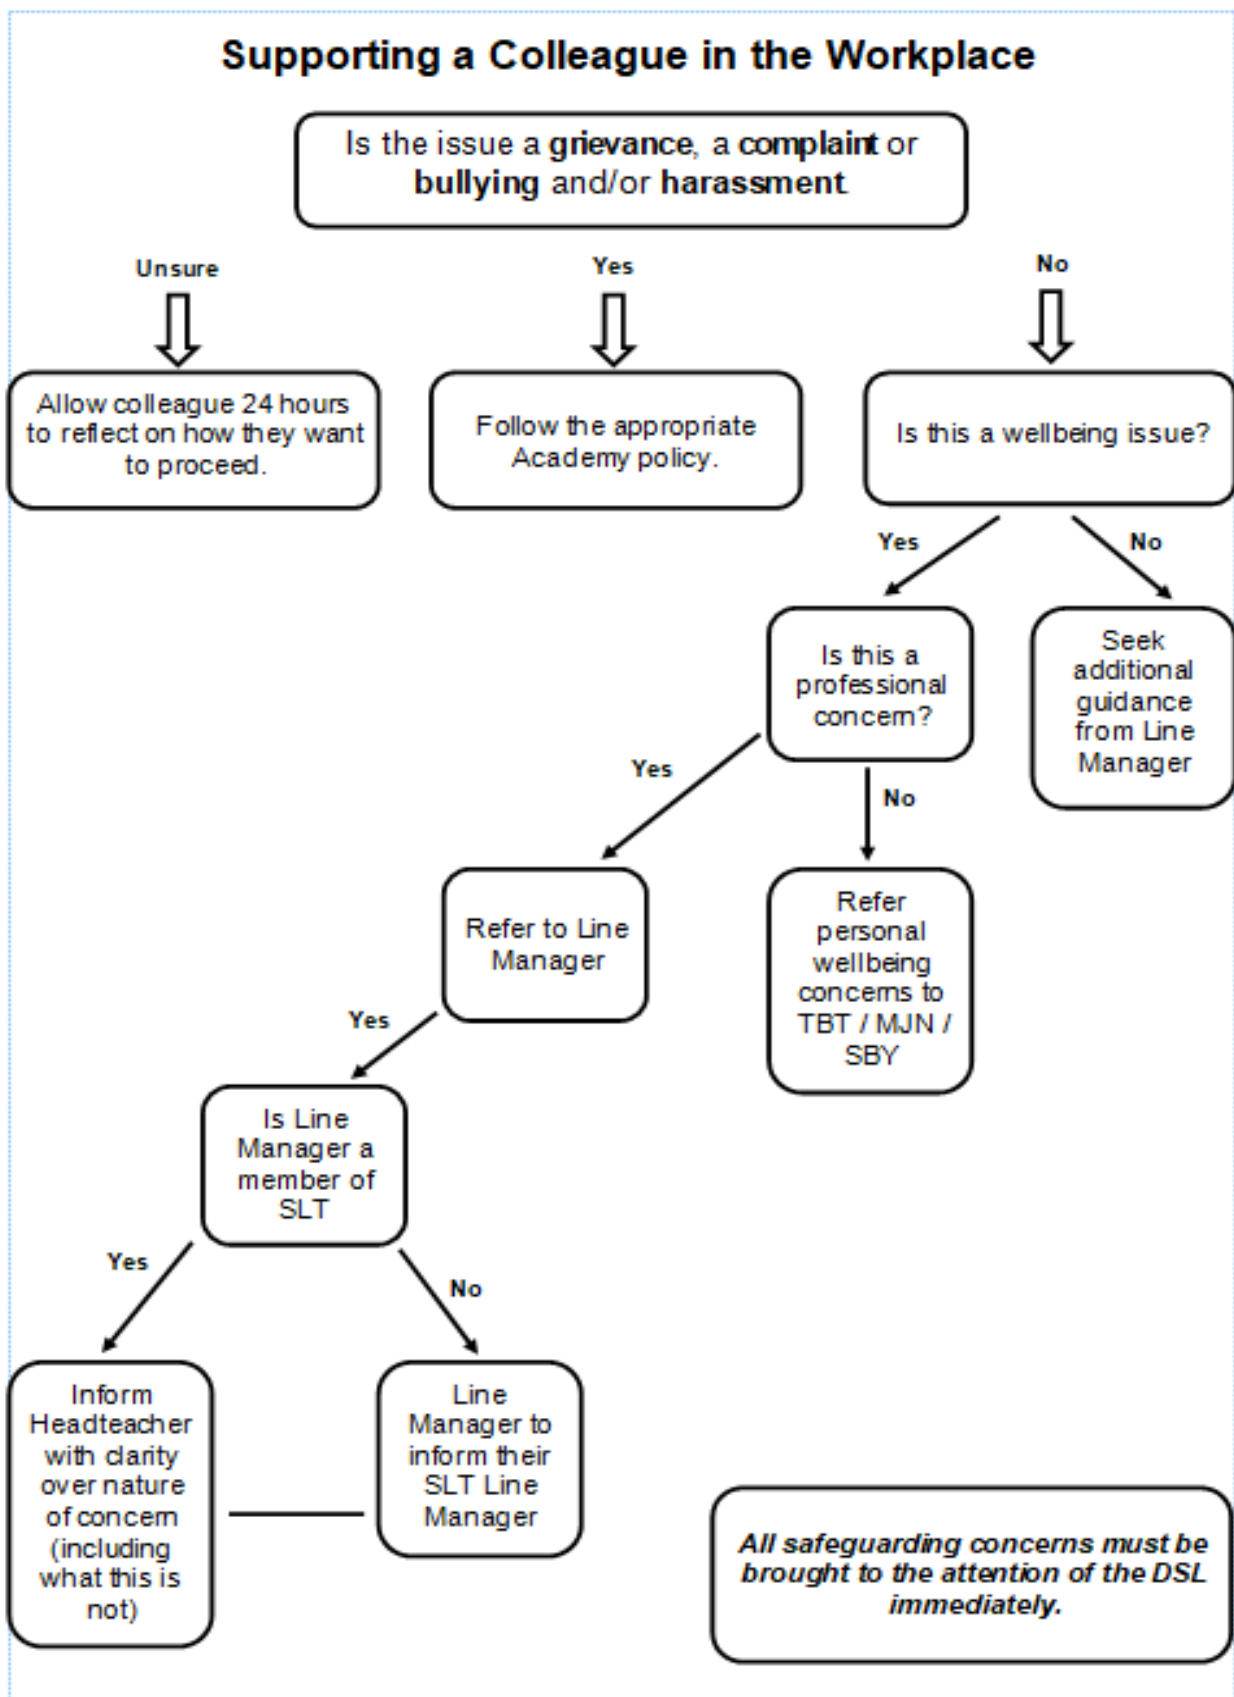 Supporting a Colleague in the Workplace
Is the issue a grievance, a complaint or
bullying and/or harassment.
Unsure
Yes
No
Allow colleague 24 hours
to reflect on how they want
to proceed.
Follow the appropriate
Academy policy.
Is this a wellbeing issue?
Yes
No
Is this a
professional
concern?
Seek
additional
guidance
from Line
Manager
Yes
No
Refer to Line
Manager
Refer
personal
wellbeing
concerns to
TBT / MJN /
SBY
Yes
Is Line
Manager a
member of
SLT
Yes
No
Inform
Headteacher
with clarity
over nature
of concern
(including
what this is
not)
Line
Manager to
inform their
SLT Line
Manager
All safeguarding concerns must be
brought to the attention of the DSL
immediately.